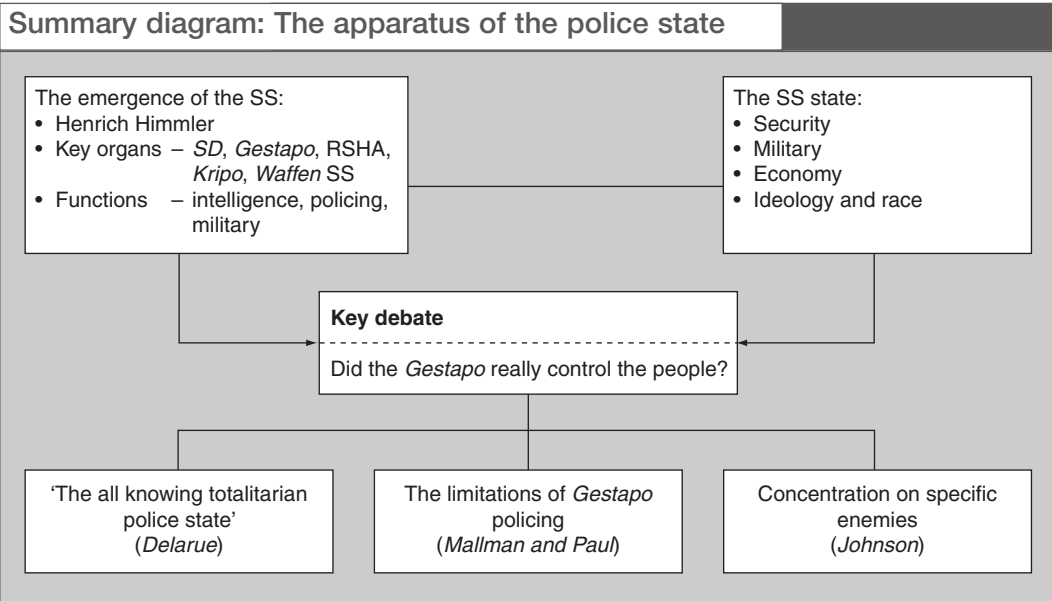 Summary diagram: The apparatus of the police state
The emergence of the SS:
• Henrich Himmler
• Key organs – SD, Gestapo, RSHA,
Kripo, Waffen SS
• Functions – intelligence, policing,
military
The SS state:
• Security
• Military
• Economy
• Ideology and race
Key debate
Did the Gestapo really control the people?
‘The all knowing totalitarian
police state’
(Delarue)
The limitations of Gestapo
policing
(Mallman and Paul)
Concentration on specific
enemies
(Johnson)